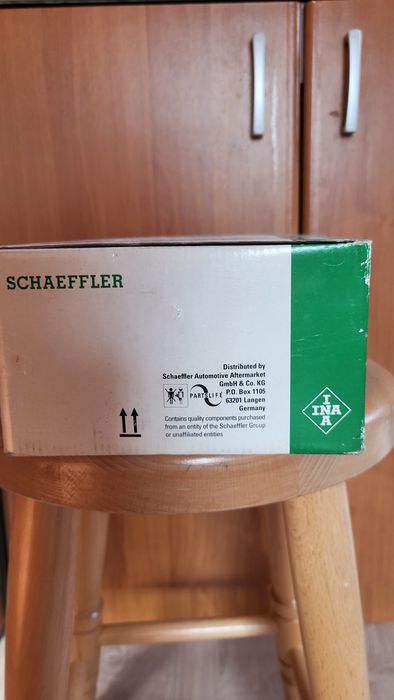 SCHAEFFLER
Distributed by
Schaeffler Automotive Aftermarket
GmbH & Co. KG
P.O. Box 1105
63201 Langen
Germany
PARTSLIFE
Contains quality components purchased
from an entity of the Schaeffler Group
or unaffiliated entities
I
INA
A